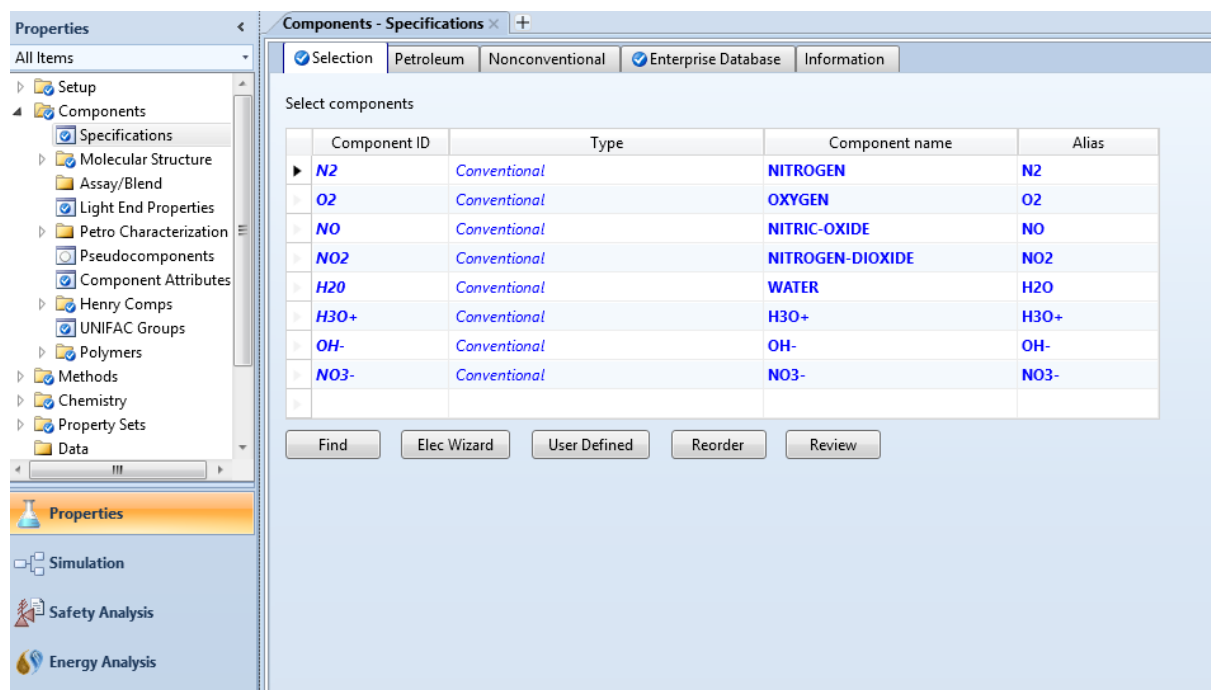 Properties
All Items
Setup
Components
Specifications
Molecular Structure
Assay/Blend
Light End Properties
Petro Characterization
Pseudocomponents
Component Attributes
Henry Comps
UNIFAC Groups
Polymers
Methods
Chemistry
Property Sets
Data
Properties
Simulation
Safety Analysis
Energy Analysis
Components - Specifications
Selection Petroleum Nonconventional Enterprise Database Information
Select components
Component ID Type Component name Alias
N2 Conventional NITROGEN N2
O2 Conventional OXYGEN O2
NO Conventional NITRIC-OXIDE NO
NO2 Conventional NITROGEN-DIOXIDE NO2
H20 Conventional WATER H2O
H3O+ Conventional H3O+ H3O+
OH- Conventional OH- OH-
NO3- Conventional NO3- NO3-
Find Elec Wizard User Defined Reorder Review